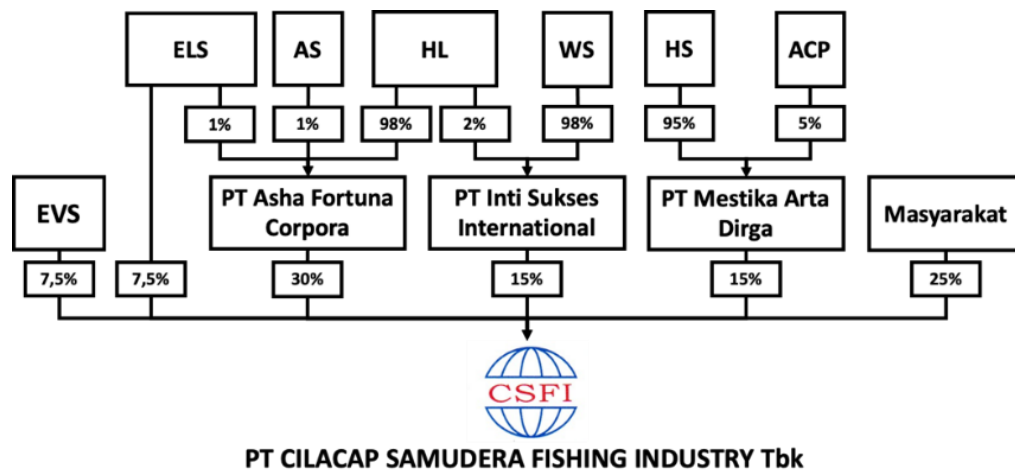 ELS
AS
HL
WS
HS
ACP
1%
1%
98%
2%
98%
95%
5%
EVS
PT Asha Fortuna
Corpora
PT Inti Sukses
International
PT Mestika Arta
Dirga
Masyarakat
7,5%
7,5%
30%
15%
15%
25%
CSFI
PT CILACAP SAMUDERA FISHING INDUSTRY Tbk